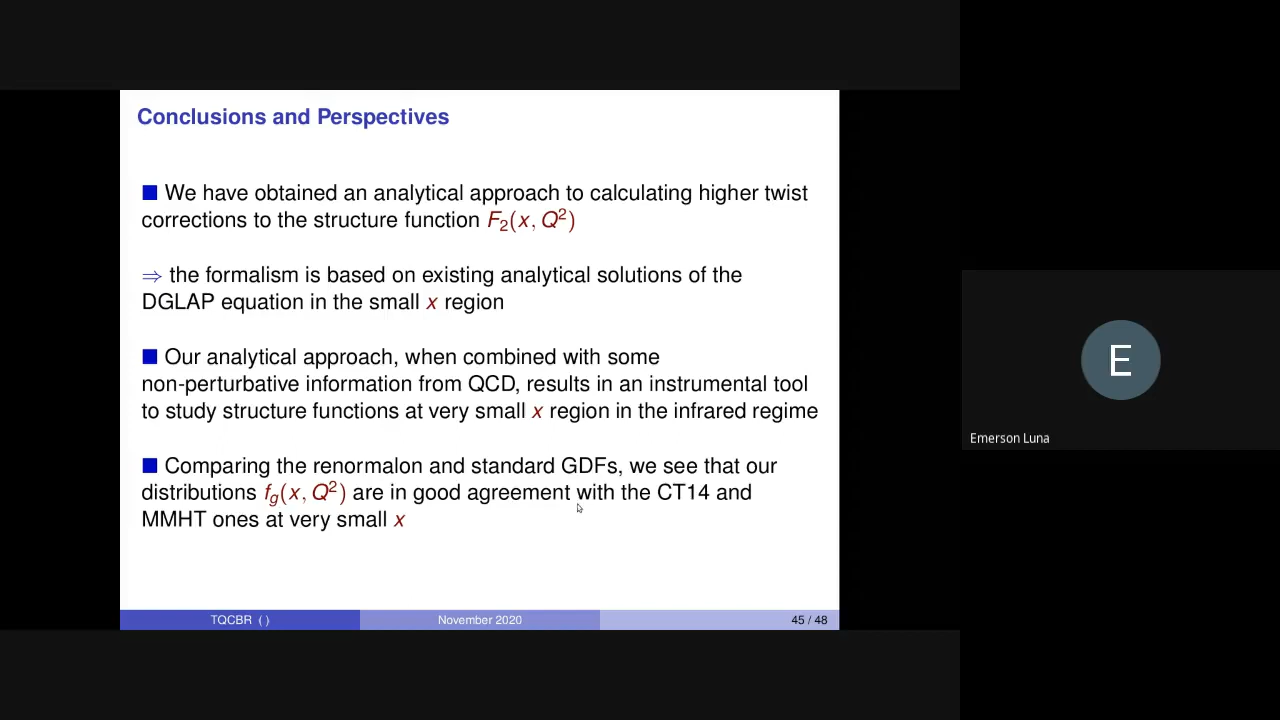 Conclusions and Perspectives
■ We have obtained an analytical approach to calculating higher twist
corrections to the structure function F₂(x, Q²)
⇒ the formalism is based on existing analytical solutions of the
DGLAP equation in the small x region
■ Our analytical approach, when combined with some
non-perturbative information from QCD, results in an instrumental tool
to study structure functions at very small x region in the infrared regime
■ Comparing the renormalon and standard GDFs, we see that our
distributions f_g(x, Q²) are in good agreement with the CT14 and
MMHT ones at very small x
TQCBR ( )
November 2020
45 / 48
E
Emerson Luna